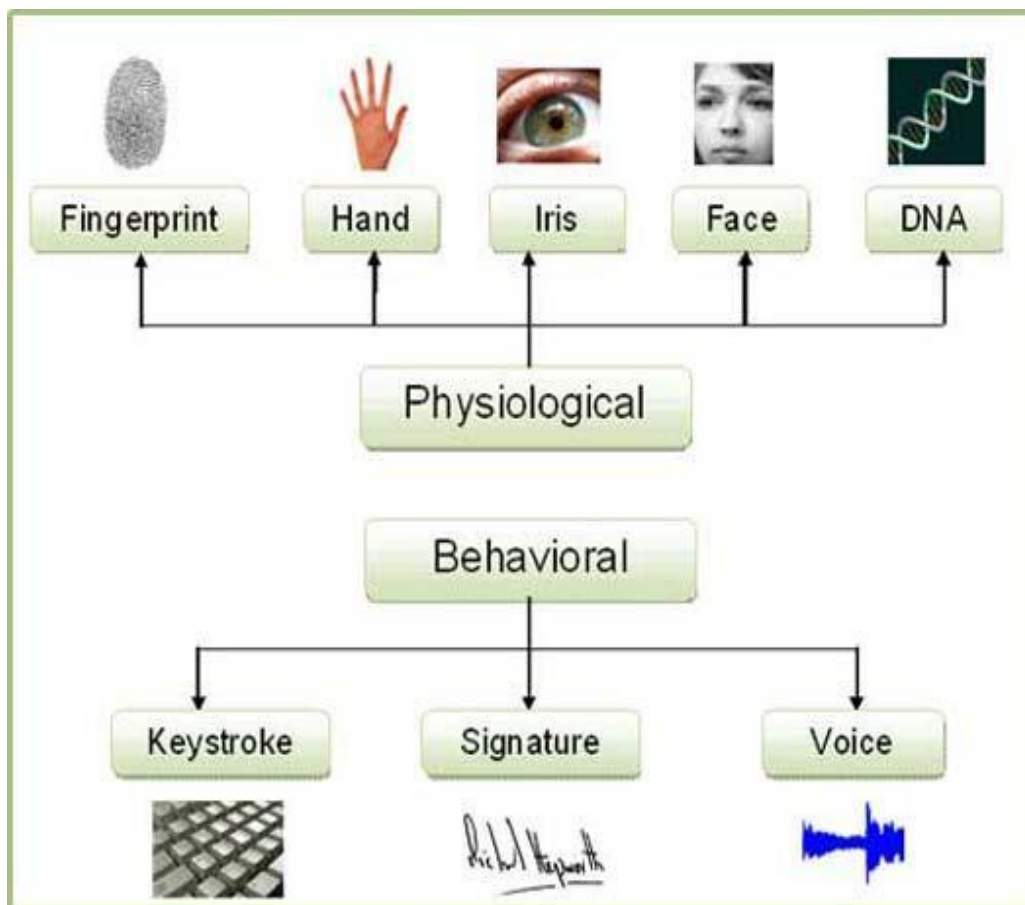 Fingerprint
Hand
Iris
Face
DNA
Physiological
Behavioral
Keystroke
Signature
Voice